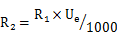 R₂ = R₁ × Uₑ/1000